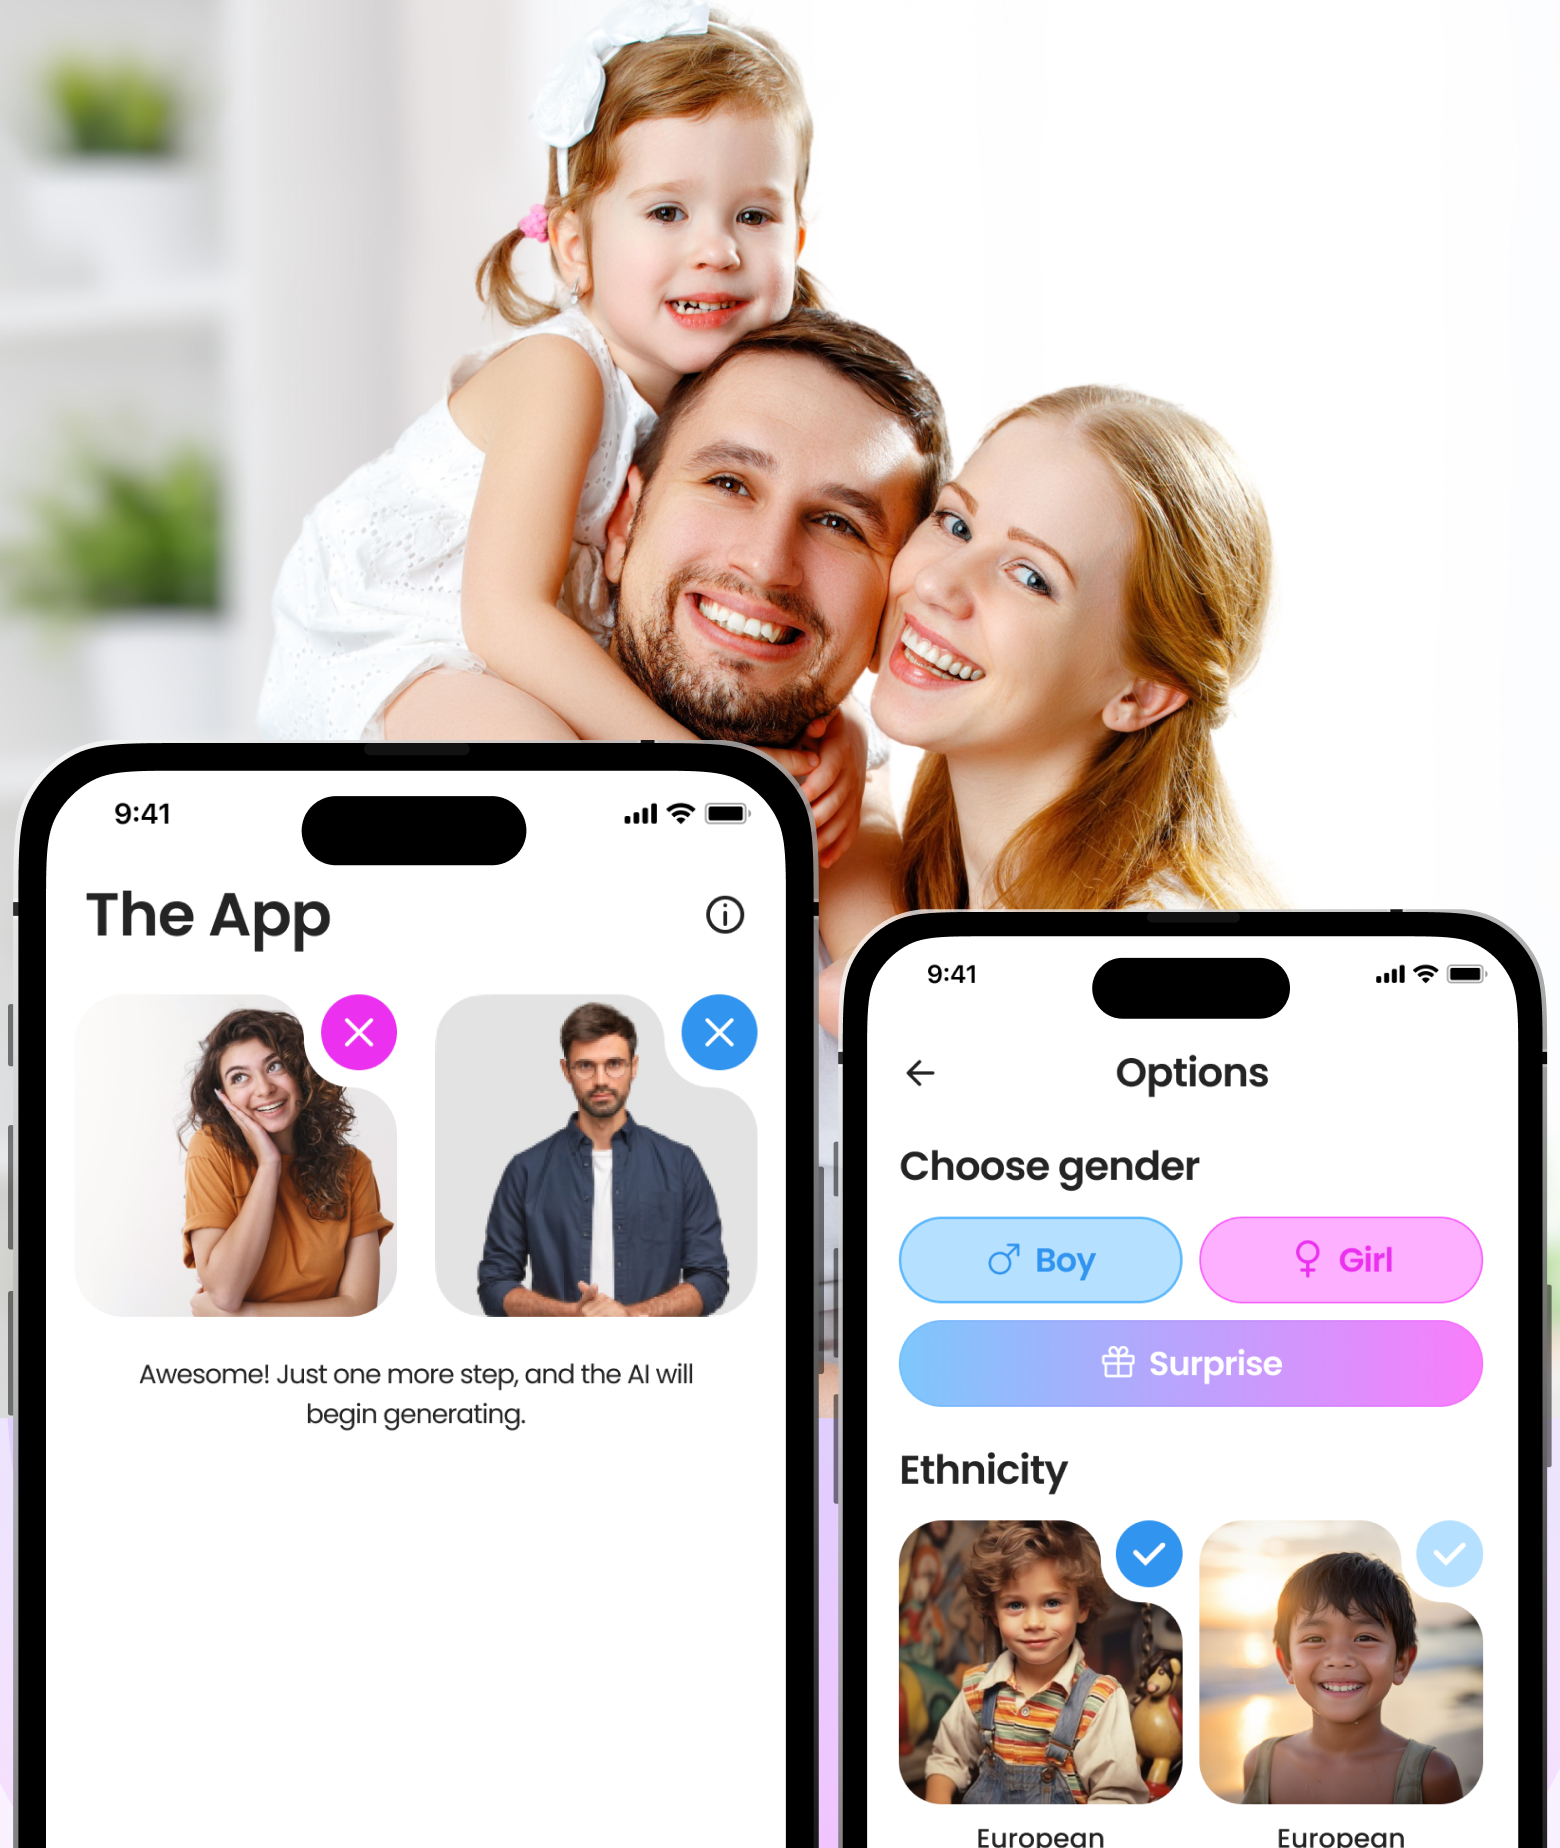 9:41
The App
Awesome! Just one more step, and the AI will
begin generating.
9:41
Options
Choose gender
Boy
Girl
Surprise
Ethnicity
European
European